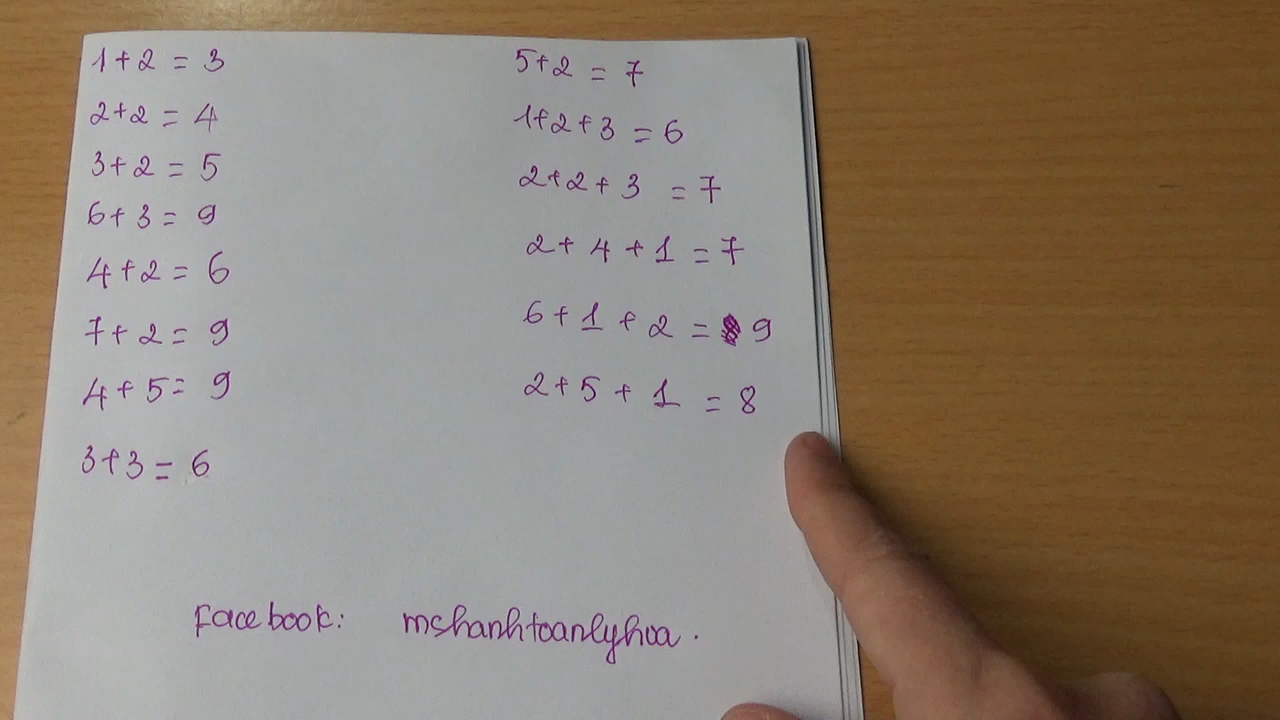 1+2 = 3
2+2 = 4
3+2 = 5
6+3 = 9
4+2 = 6
7+2 = 9
4+5 = 9
3+3 = 6
5+2 = 7
1+2+3 = 6
2+2+3 = 7
2+4+1 = 7
6+1+2 = 9
2+5+1 = 8
Facebook: mshanhtoanlyhoa.